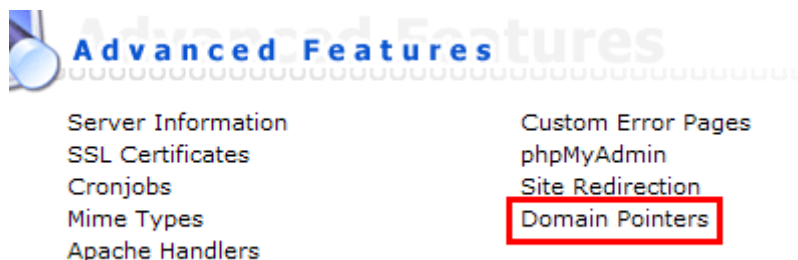 Advanced Features
Server Information
SSL Certificates
Cronjobs
Mime Types
Apache Handlers
Custom Error Pages
phpMyAdmin
Site Redirection
Domain Pointers